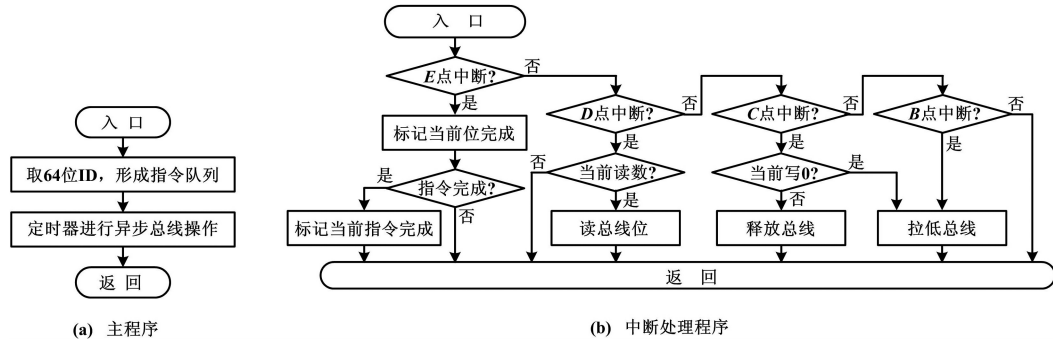 入 口
取64位ID，形成指令队列
定时器进行异步总线操作
返 回
(a) 主程序
入 口
E点中断?
否
是
标记当前位完成
是
指令完成?
否
标记当前指令完成
D点中断?
否
是
否
当前读数?
是
读总线位
C点中断?
否
是
当前写0?
是
否
释放总线
B点中断?
否
是
拉低总线
返 回
(b) 中断处理程序